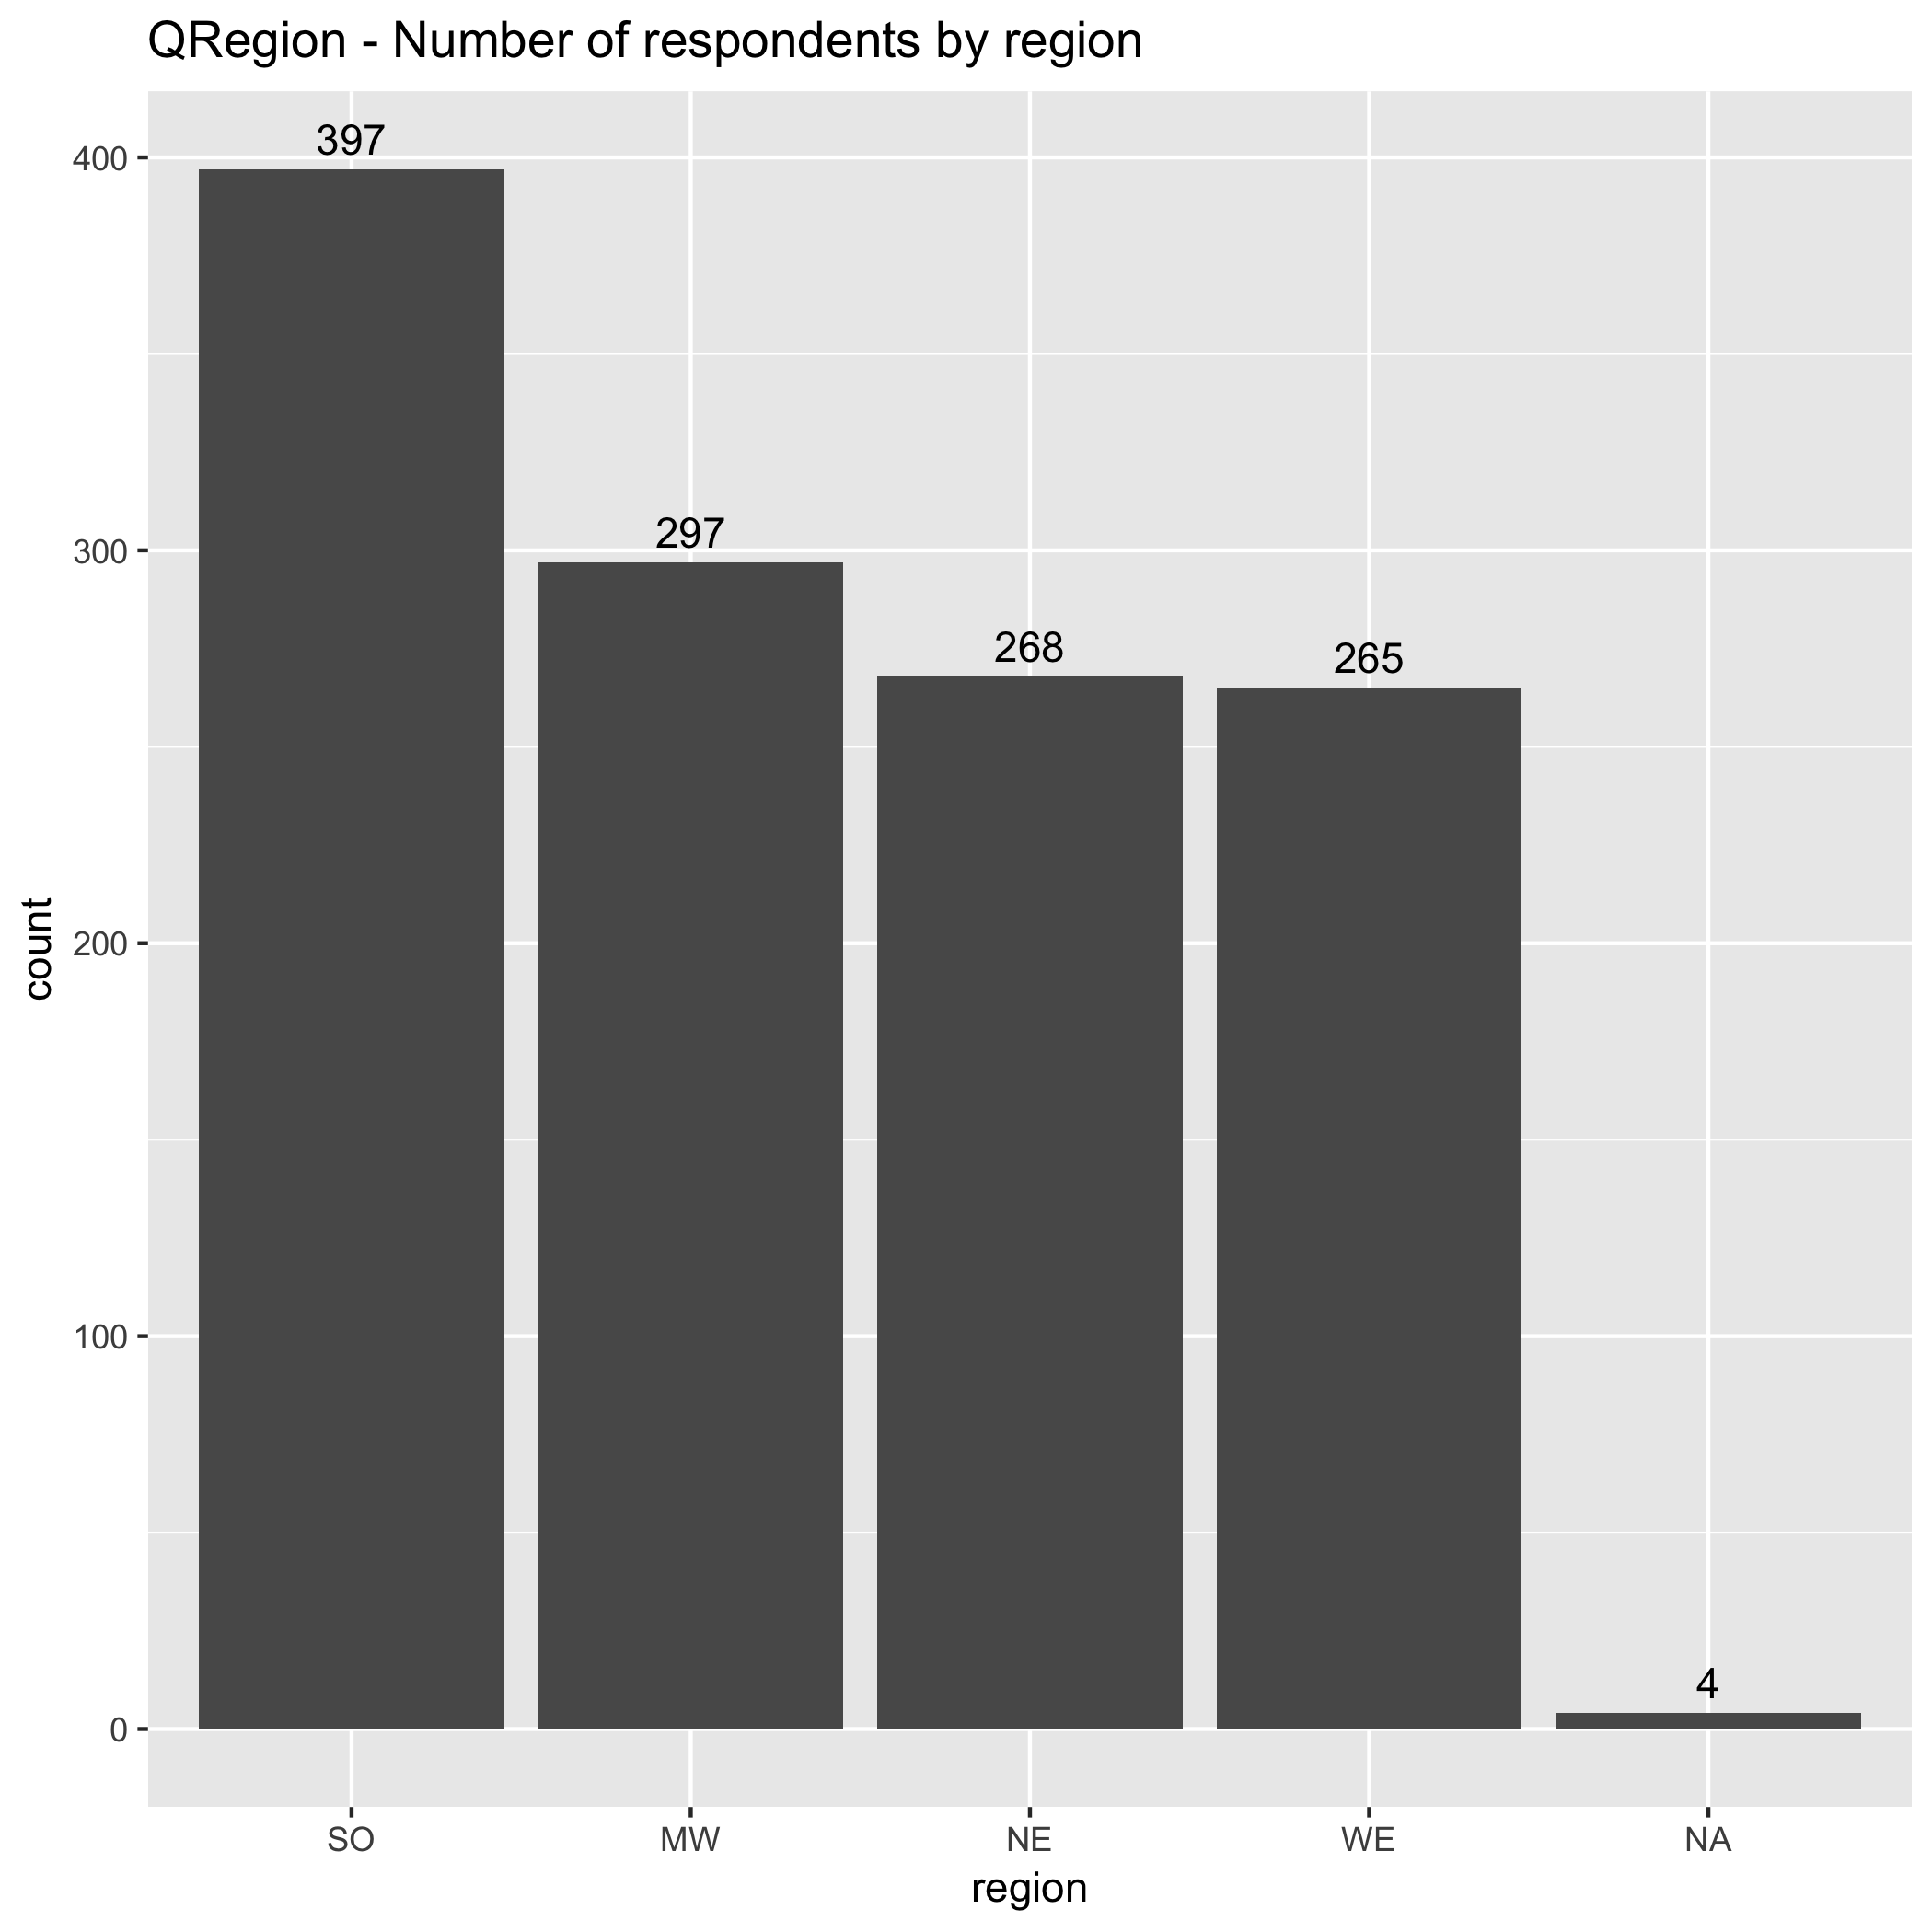 QRegion - Number of respondents by region
397
400
297
300
268
265
200
count
100
4
0
SO MW NE WE NA
region